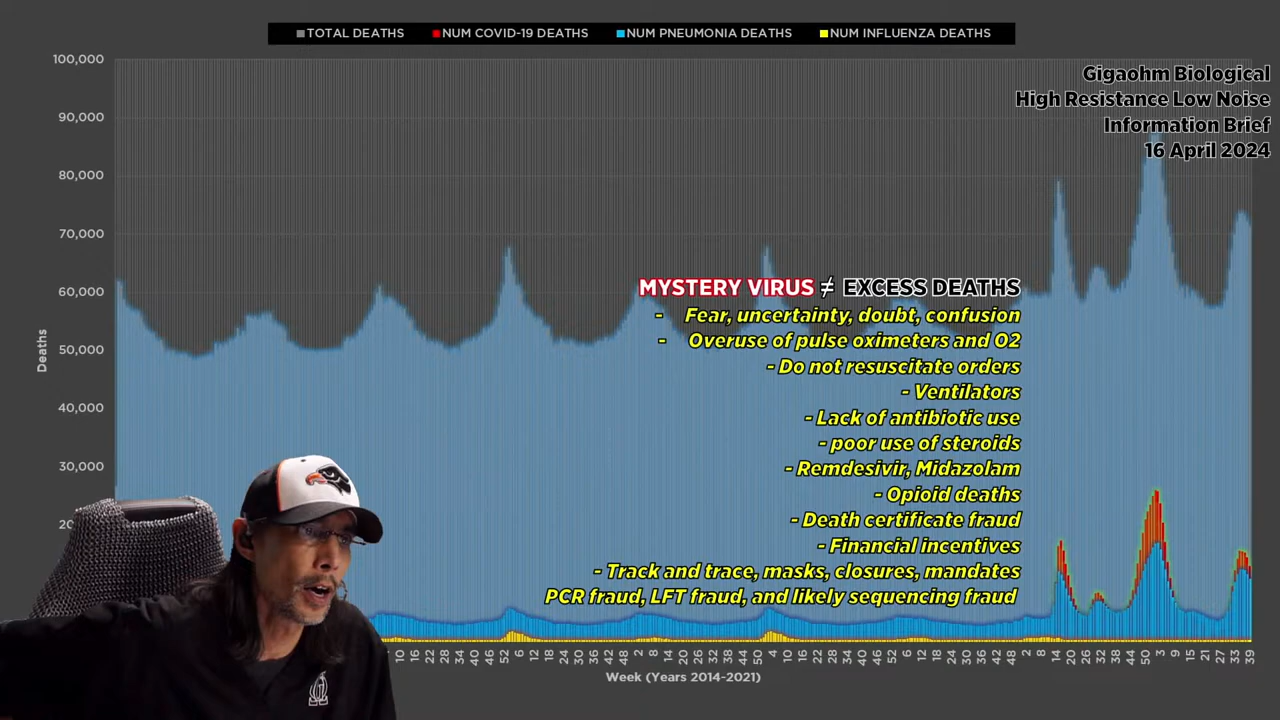 TOTAL DEATHS NUM COVID-19 DEATHS NUM PNEUMONIA DEATHS NUM INFLUENZA DEATHS
100,000
90,000
80,000
70,000
60,000
50,000
40,000
30,000
Deaths
Gigaohm Biological
High Resistance Low Noise
Information Brief
16 April 2024
MYSTERY VIRUS ≠ EXCESS DEATHS
- Fear, uncertainty, doubt, confusion
- Overuse of pulse oximeters and O2
- Do not resuscitate orders
- Ventilators
- Lack of antibiotic use
- poor use of steroids
- Remdesivir, Midazolam
- Opioid deaths
- Death certificate fraud
- Financial incentives
- Track and trace, masks, closures, mandates
PCR fraud, LFT fraud, and likely sequencing fraud
10 16 22 28 34 40 46 52 6 12 18 24 30 36 42 48 2 8 14 20 26 32 38 44 50 4 10 16 22 28 34 40 46 52 6 12 18 24 30 36 42 48 2 8 14 20 26 32 38 44 50 3 9 15 21 27 33 39
Week (Years 2014-2021)